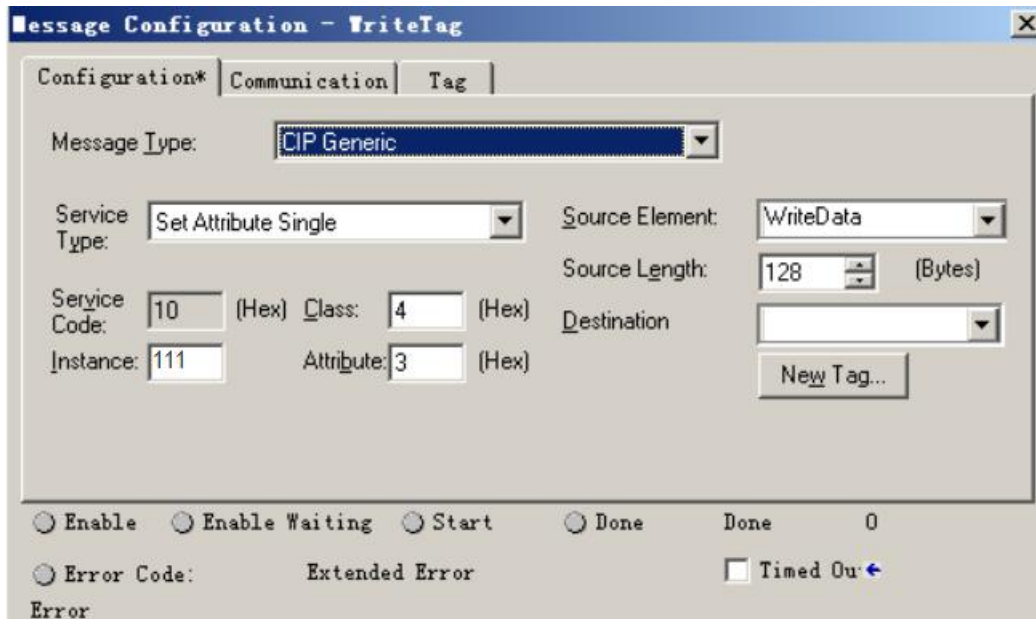 Message Configuration - WriteTag
Configuration* Communication Tag
Message Type: CIP Generic
Service Type: Set Attribute Single
Source Element: WriteData
Source Length: 128 (Bytes)
Service Code: 10 (Hex) Class: 4 (Hex)
Destination
Instance: 111 Attribute: 3 (Hex)
New Tag...
Enable Enable Waiting Start Done Done 0
Error Code: Extended Error Timed Ou
Error